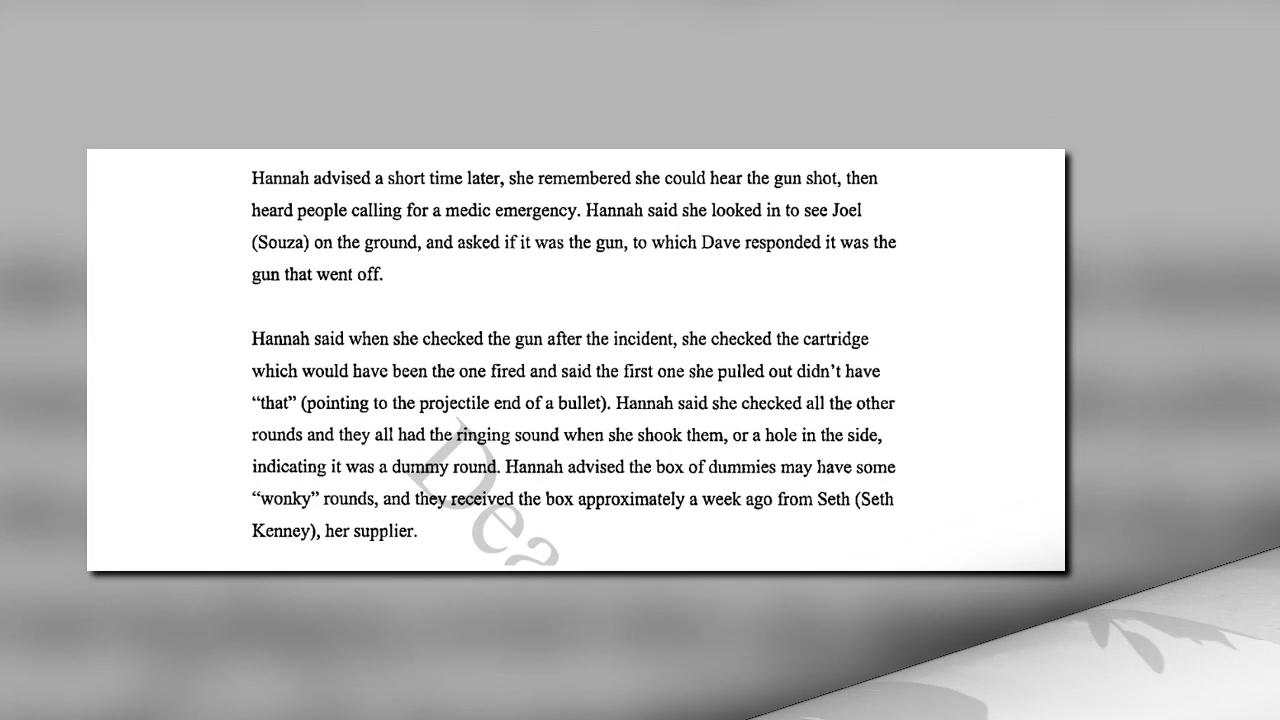 Hannah advised a short time later, she remembered she could hear the gun shot, then
heard people calling for a medic emergency. Hannah said she looked in to see Joel
(Souza) on the ground, and asked if it was the gun, to which Dave responded it was the
gun that went off.
Hannah said when she checked the gun after the incident, she checked the cartridge
which would have been the one fired and said the first one she pulled out didn’t have
“that” (pointing to the projectile end of a bullet). Hannah said she checked all the other
rounds and they all had the ringing sound when she shook them, or a hole in the side,
indicating it was a dummy round. Hannah advised the box of dummies may have some
“wonky” rounds, and they received the box approximately a week ago from Seth (Seth
Kenney), her supplier.